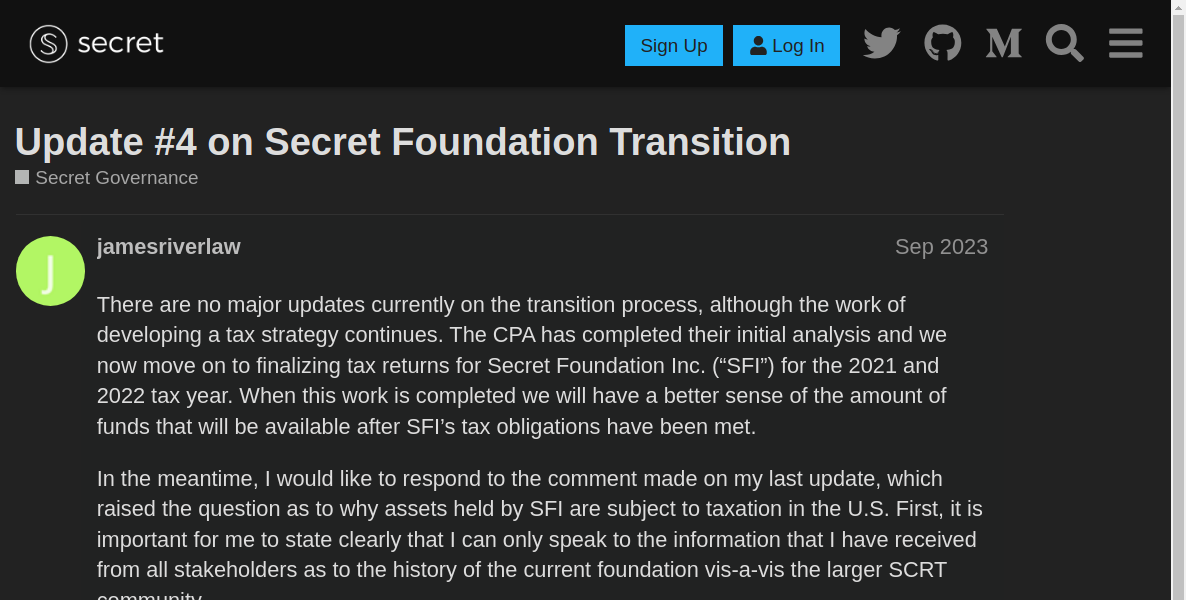 secret
Sign Up
Log In
Update #4 on Secret Foundation Transition
Secret Governance
J
jamesriverlaw
Sep 2023
There are no major updates currently on the transition process, although the work of
developing a tax strategy continues. The CPA has completed their initial analysis and we
now move on to finalizing tax returns for Secret Foundation Inc. (“SFI”) for the 2021 and
2022 tax year. When this work is completed we will have a better sense of the amount of
funds that will be available after SFI’s tax obligations have been met.
In the meantime, I would like to respond to the comment made on my last update, which
raised the question as to why assets held by SFI are subject to taxation in the U.S. First, it is
important for me to state clearly that I can only speak to the information that I have received
from all stakeholders as to the history of the current foundation vis-a-vis the larger SCRT
community.